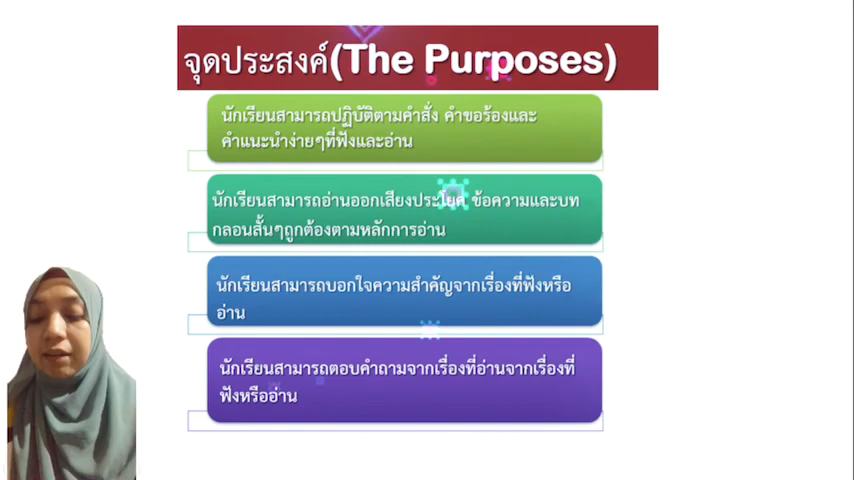 จุดประสงค์(The Purposes)
นักเรียนสามารถปฏิบัติตามคำสั่ง คำขอร้องและ
คำแนะนำง่ายๆที่ฟังและอ่าน
นักเรียนสามารถอ่านออกเสียงประโยค ข้อความและบท
กลอนสั้นๆถูกต้องตามหลักการอ่าน
นักเรียนสามารถบอกใจความสำคัญจากเรื่องที่ฟังหรือ
อ่าน
นักเรียนสามารถตอบคำถามจากเรื่องที่อ่านจากเรื่องที่
ฟังหรืออ่าน